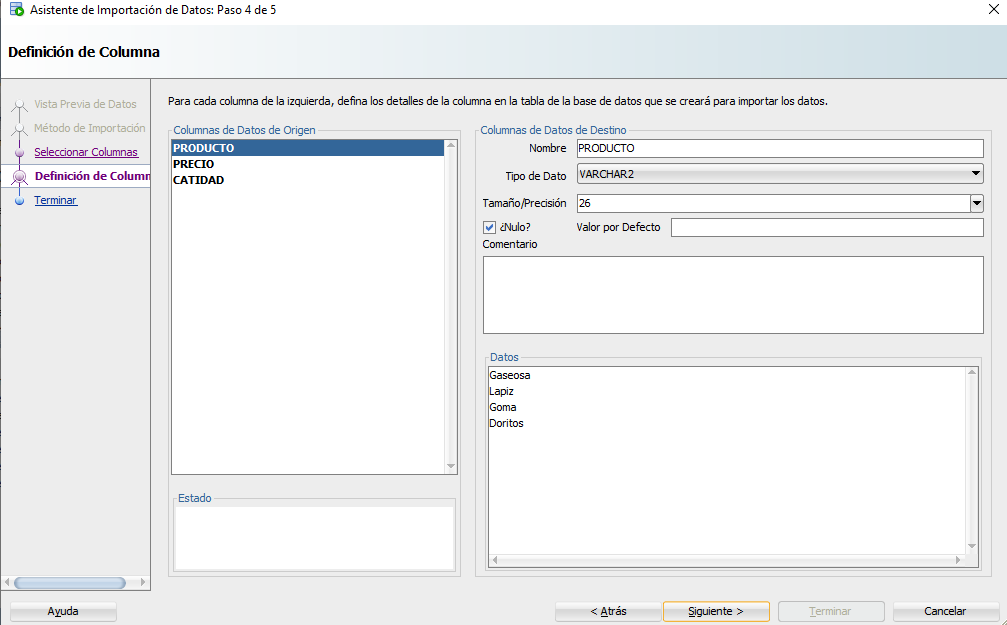 Asistente de Importación de Datos: Paso 4 de 5
Definición de Columna
Vista Previa de Datos
Método de Importación
Seleccionar Columnas
Definición de Column
Terminar
Para cada columna de la izquierda, defina los detalles de la columna en la tabla de la base de datos que se creará para importar los datos.
Columnas de Datos de Origen
PRODUCTO
PRECIO
CATIDAD
Estado
Columnas de Datos de Destino
Nombre PRODUCTO
Tipo de Dato VARCHAR2
Tamaño/Precisión 26
¿Nulo? Valor por Defecto
Comentario
Datos
Gaseosa
Lapiz
Goma
Doritos
Ayuda < Atrás Siguiente > Terminar Cancelar